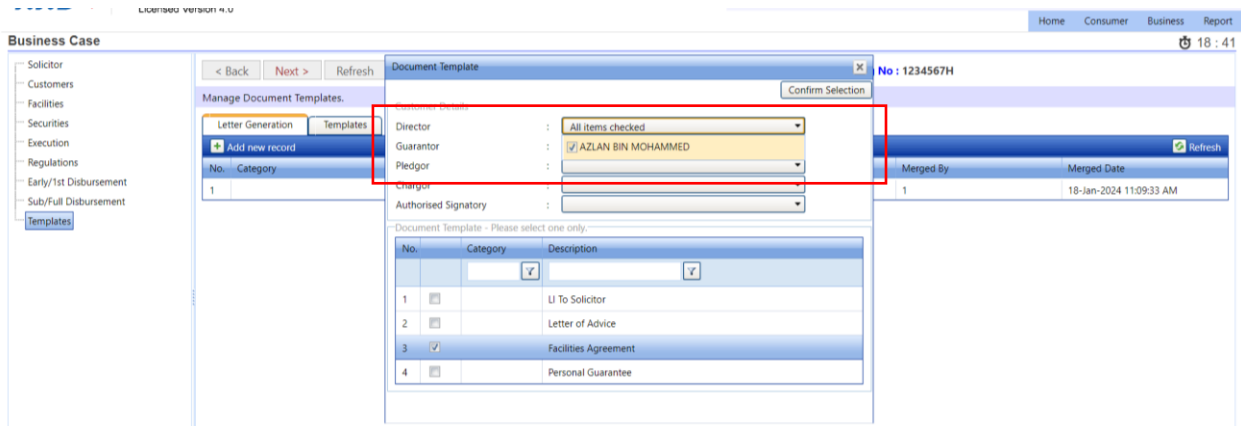 Licensed Version 4.0
Home Consumer Business Report
Business Case
18 : 41
Solicitor
Customers
Facilities
Securities
Execution
Regulations
Early/1st Disbursement
Sub/Full Disbursement
Templates
< Back Next > Refresh
No : 1234567H
Manage Document Templates.
Letter Generation Templates
Add new record Refresh
No. Category Merged By Merged Date
1 1 18-Jan-2024 11:09:33 AM
Document Template
Confirm Selection
Customer Details
Director : All items checked
Guarantor : AZLAN BIN MOHAMMED
Pledgor :
Chargor :
Authorised Signatory :
Document Template - Please select one only.
No. Category Description
1 LI To Solicitor
2 Letter of Advice
3 Facilities Agreement
4 Personal Guarantee